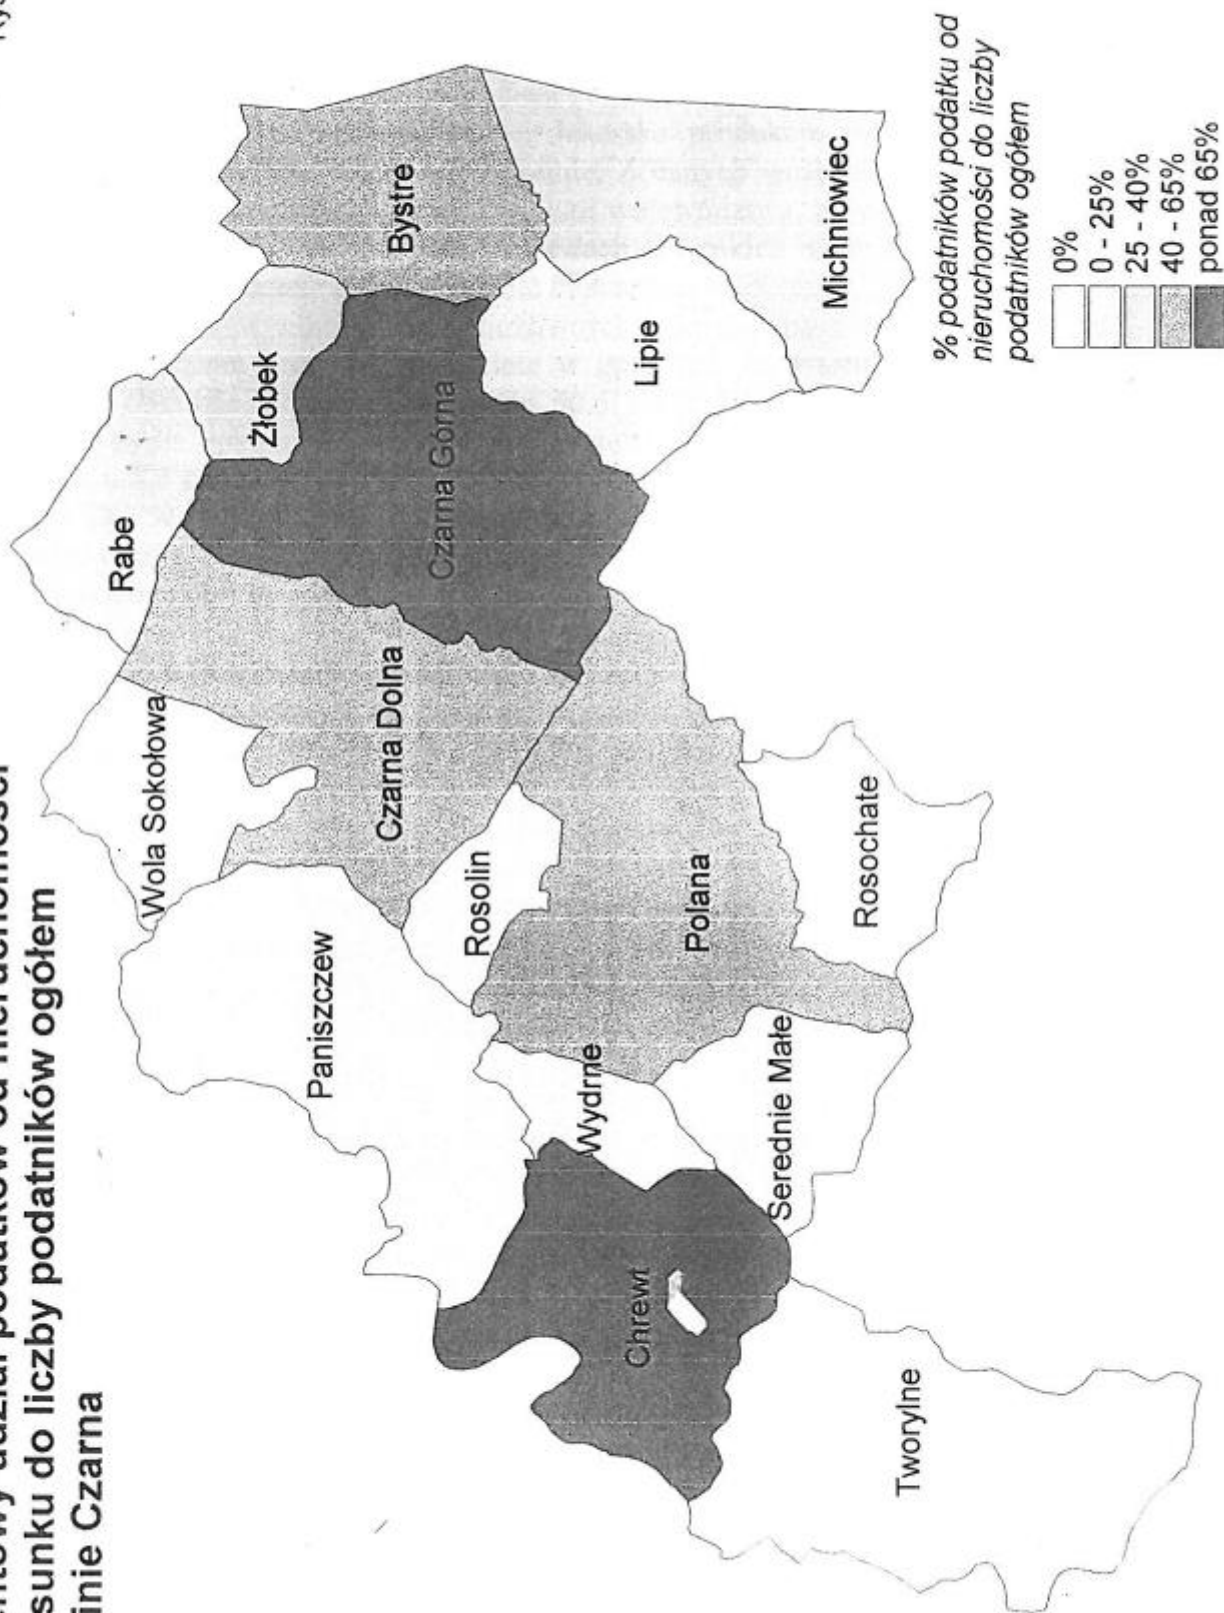 sunku do liczby podatników ogółem
inie Czarna
Rabe
Wola Sokołowa
Złobek
Bystre
Paniszczew
Czarna Dolna
Czarna Górna
Rosolin
Wydrne
Polana
Lipie
Chrewt
Serednie Małe
Rosochate
Michniowiec
Tworylne
% podatników podatku od
nieruchomości do liczby
podatników ogółem
0%
0 - 25%
25 - 40%
40 - 65%
ponad 65%